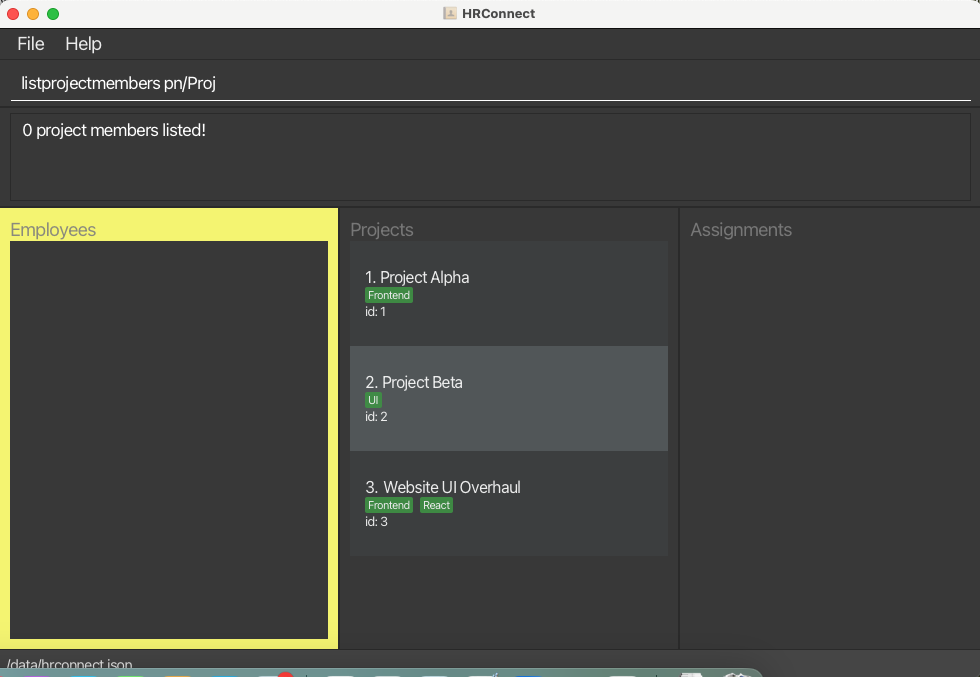 HRConnect
File Help
listprojectmembers pn/Proj
0 project members listed!
Employees
Projects
Assignments
1. Project Alpha
Frontend
id: 1
2. Project Beta
UI
id: 2
3. Website UI Overhaul
Frontend React
id: 3
/data/hrconnect.json